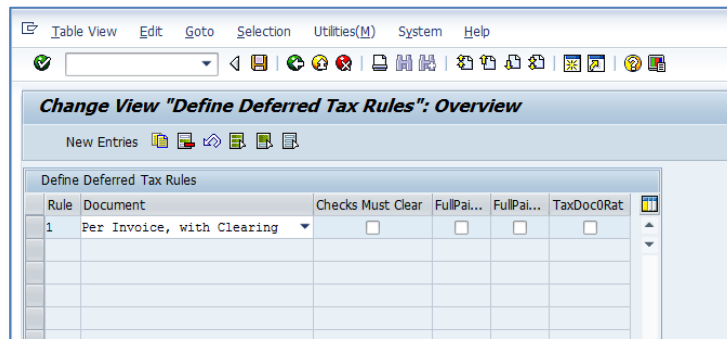 Table View Edit Goto Selection Utilities(M) System Help
Change View "Define Deferred Tax Rules": Overview
New Entries
Define Deferred Tax Rules
Rule Document Checks Must Clear FullPai... FullPai... TaxDoc0Rat
1 Per Invoice, with Clearing